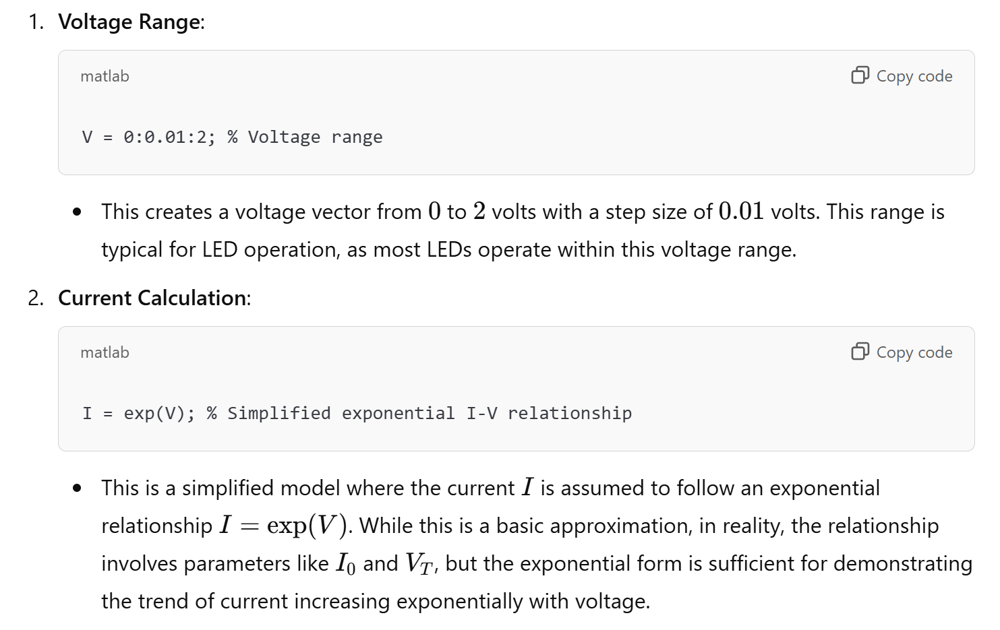 1. Voltage Range:
matlab
Copy code
V = 0:0.01:2; % Voltage range
• This creates a voltage vector from 0 to 2 volts with a step size of 0.01 volts. This range is
typical for LED operation, as most LEDs operate within this voltage range.
2. Current Calculation:
matlab
Copy code
I = exp(V); % Simplified exponential I-V relationship
• This is a simplified model where the current I is assumed to follow an exponential
relationship I = exp(V). While this is a basic approximation, in reality, the relationship
involves parameters like I₀ and V_T, but the exponential form is sufficient for demonstrating
the trend of current increasing exponentially with voltage.